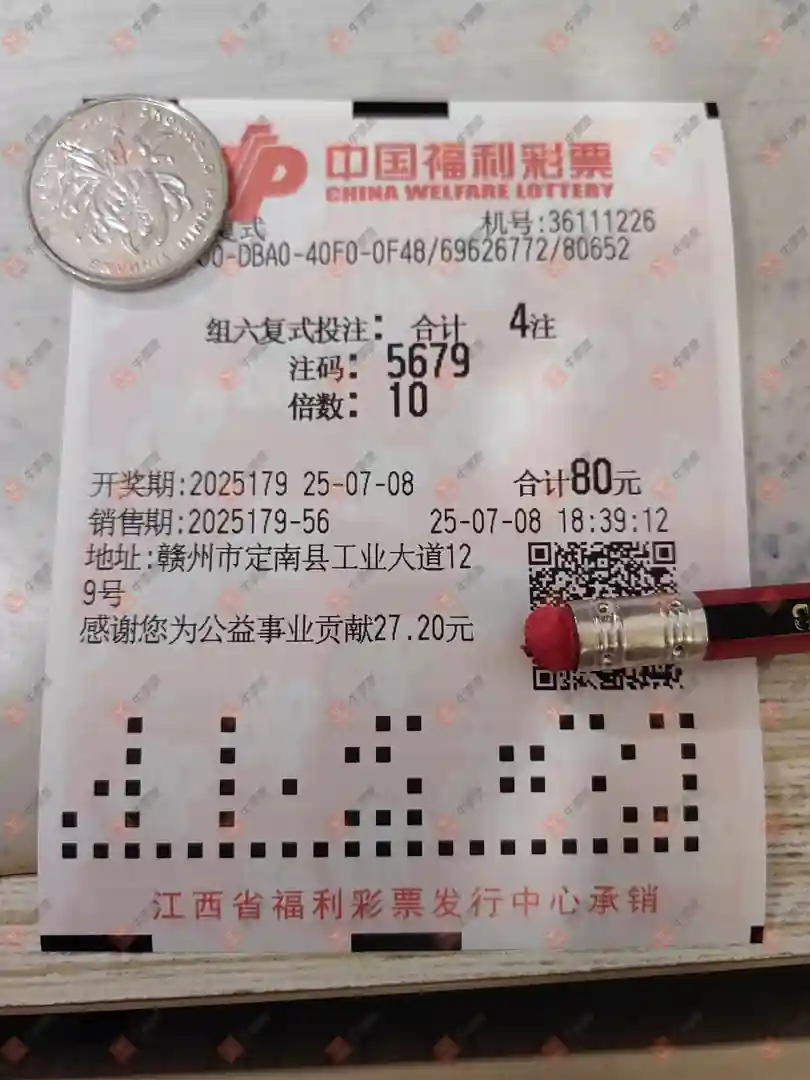 中国福利彩票
CHINA WELFARE LOTTERY
复式 机号:36111226
00-DBA0-40F0-0F48/69626772/80652
组六复式投注: 合计 4注
注码: 5679
倍数: 10
开奖期:2025179 25-07-08 合计80元
销售期:2025179-56 25-07-08 18:39:12
地址:赣州市定南县工业大道12
9号
感谢您为公益事业贡献27.20元
江西省福利彩票发行中心承销